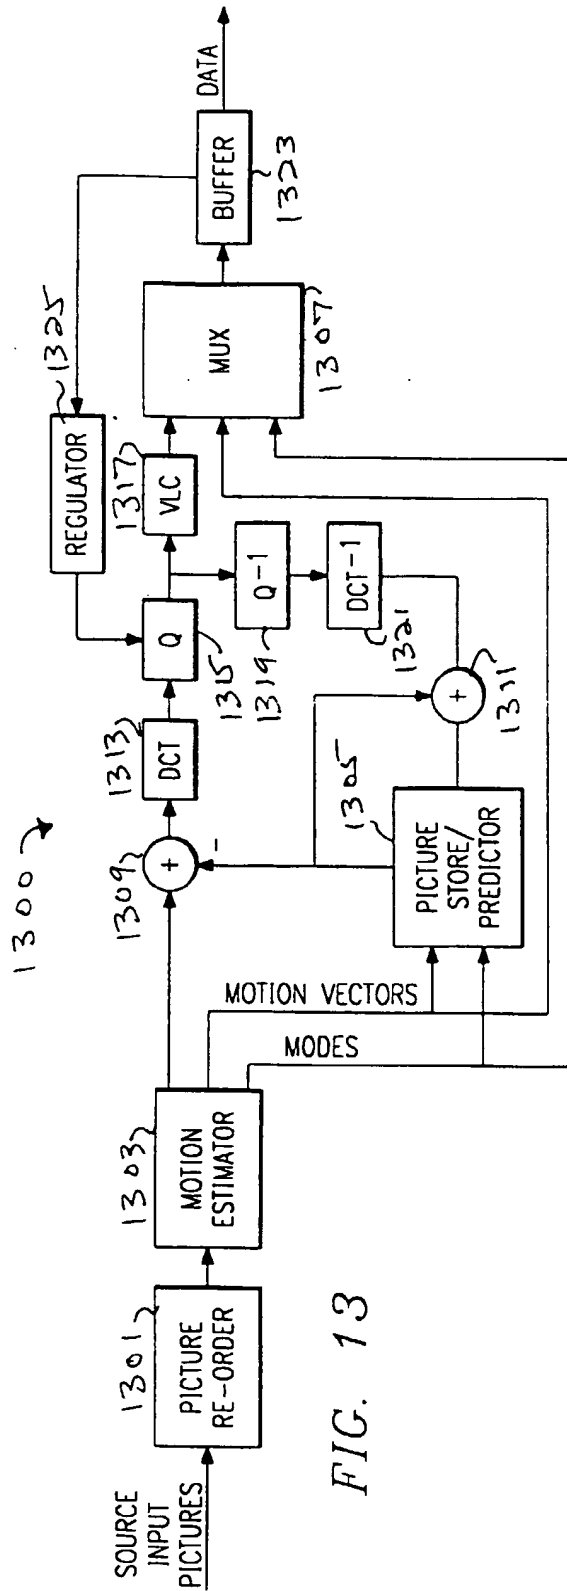 1300
SOURCE
INPUT
PICTURES
1301
PICTURE
RE-ORDER
1303
MOTION
ESTIMATOR
MOTION VECTORS
MODES
1309
+
-
1313
DCT
1315
Q
REGULATOR
1325
1317
VLC
1319
Q-1
1321
DCT-1
1311
+
1305
PICTURE
STORE/
PREDICTOR
MUX
1307
BUFFER
1323
DATA
FIG. 13